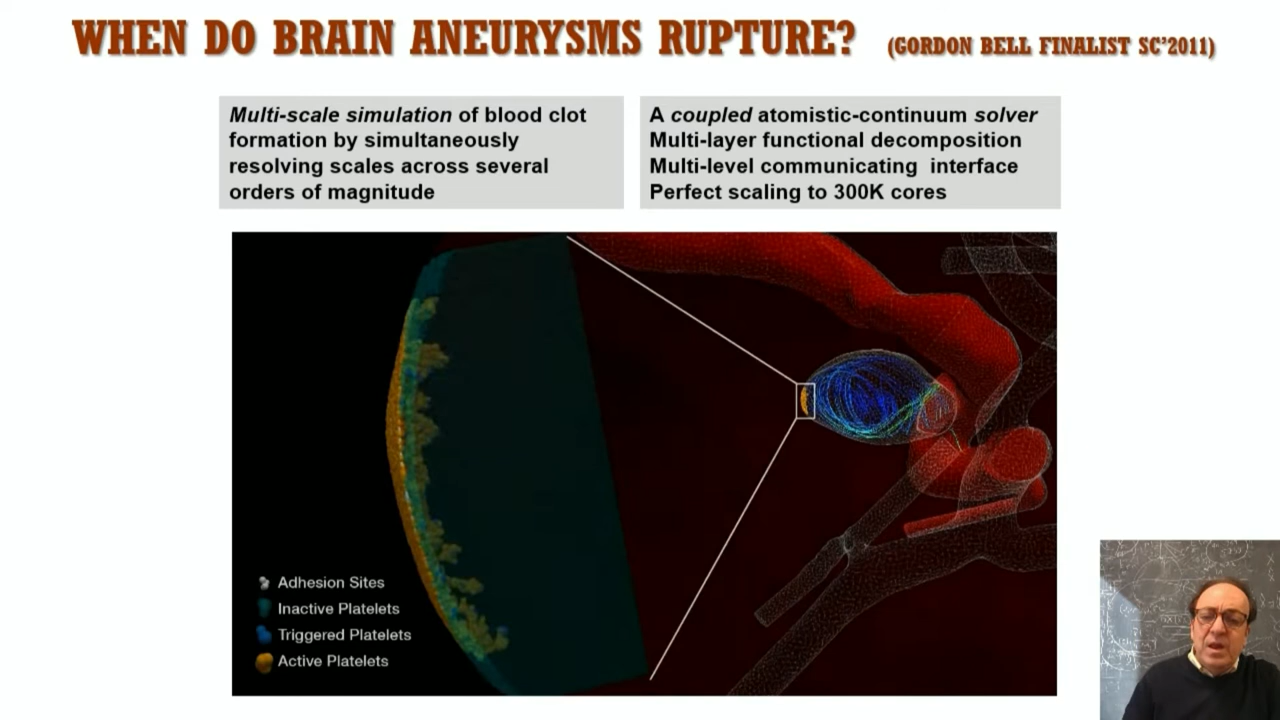 WHEN DO BRAIN ANEURYSMS RUPTURE? (GORDON BELL FINALIST SC'2011)
Multi-scale simulation of blood clot
formation by simultaneously
resolving scales across several
orders of magnitude
A coupled atomistic-continuum solver
Multi-layer functional decomposition
Multi-level communicating interface
Perfect scaling to 300K cores
Adhesion Sites
Inactive Platelets
Triggered Platelets
Active Platelets